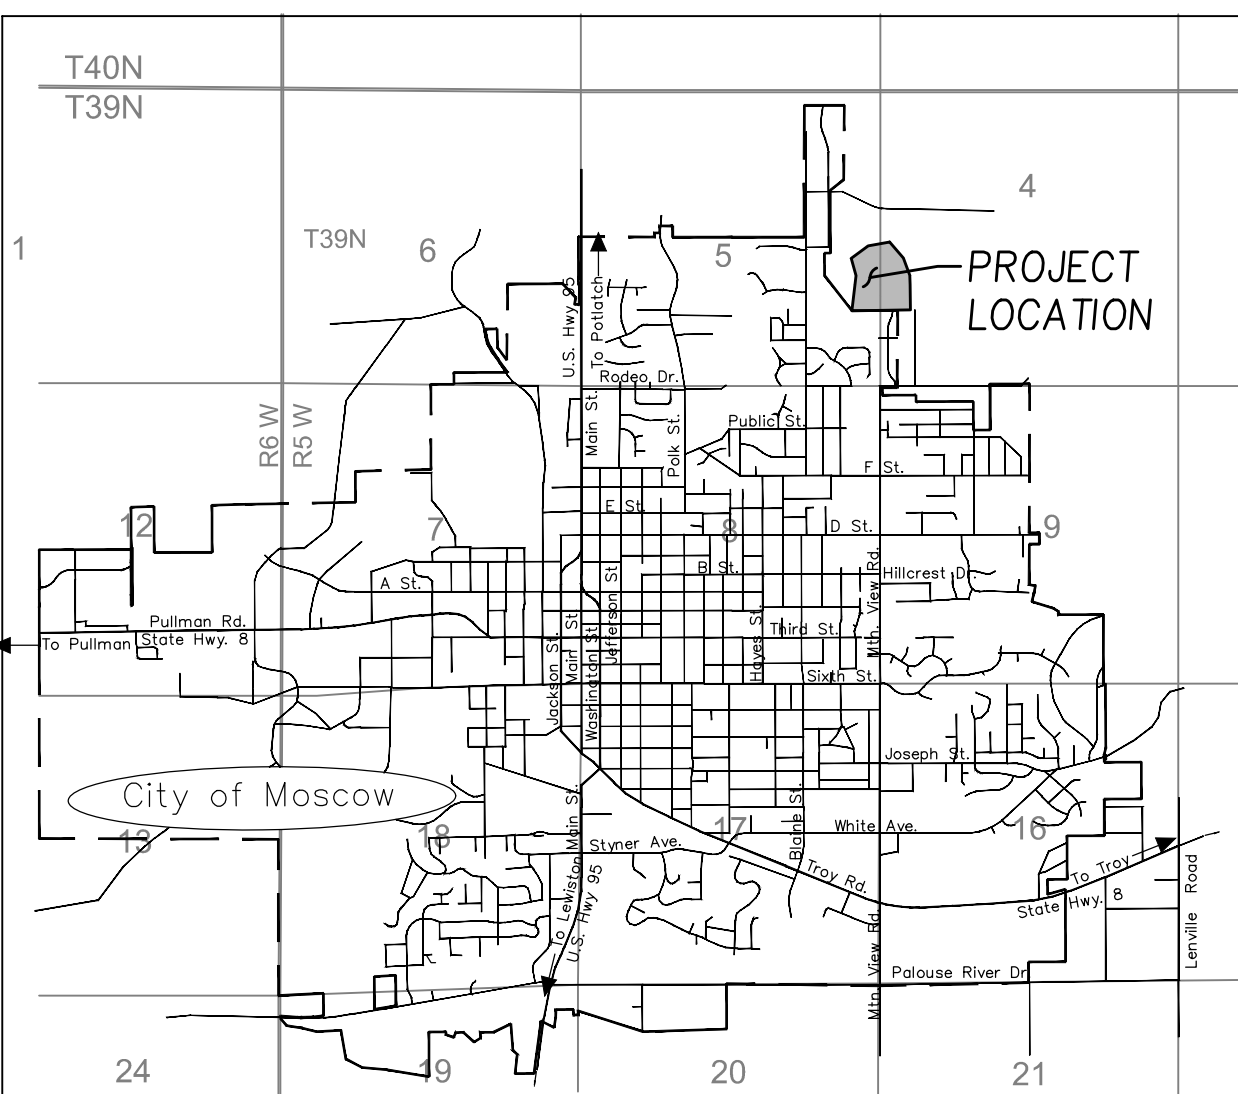 T40N
T39N
4
1
T39N
6
5
PROJECT
LOCATION
U.S. Hwy 95
To Potlatch
Rodeo Dr.
R6 W
R5 W
Main St.
Polk St.
Public St.
F St.
E St.
12
7
8
D St.
9
A St.
B St.
Hillcrest Dr.
Mtn. View Rd.
Pullman Rd.
To Pullman
State Hwy. 8
Jefferson St.
Hayes St.
Third St.
Sixth St.
Jackson St.
Main St.
Washington St.
Joseph St.
City of Moscow
13
18
17
16
Main St.
Blaine St.
White Ave.
Styner Ave.
Troy Rd.
To Troy
State Hwy. 8
Lenville Road
To Lewiston
U.S. Hwy 95
Mtn. View Rd.
Palouse River Dr.
24
19
20
21